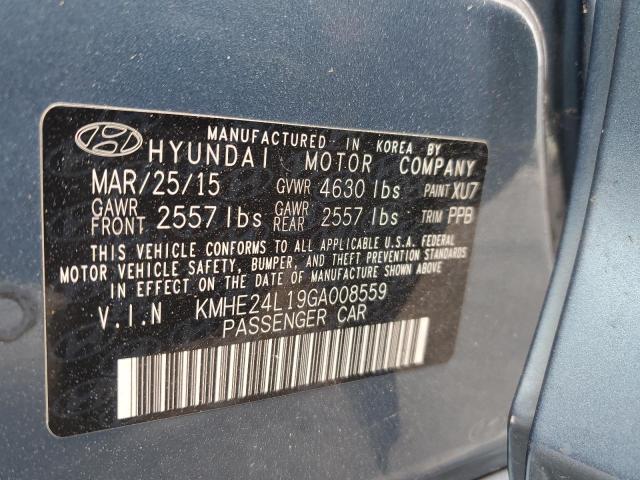 MANUFACTURED IN KOREA BY
HYUNDAI MOTOR COMPANY
MAR/25/15 GVWR 4630 lbs PAINT XU7
GAWR FRONT 2557 lbs GAWR REAR 2557 lbs TRIM PPB
THIS VEHICLE CONFORMS TO ALL APPLICABLE U.S.A. FEDERAL
MOTOR VEHICLE SAFETY, BUMPER, AND THEFT PREVENTION STANDARDS
IN EFFECT ON THE DATE OF MANUFACTURE SHOWN ABOVE.
V.I.N KMHE24L19GA008559
PASSENGER CAR